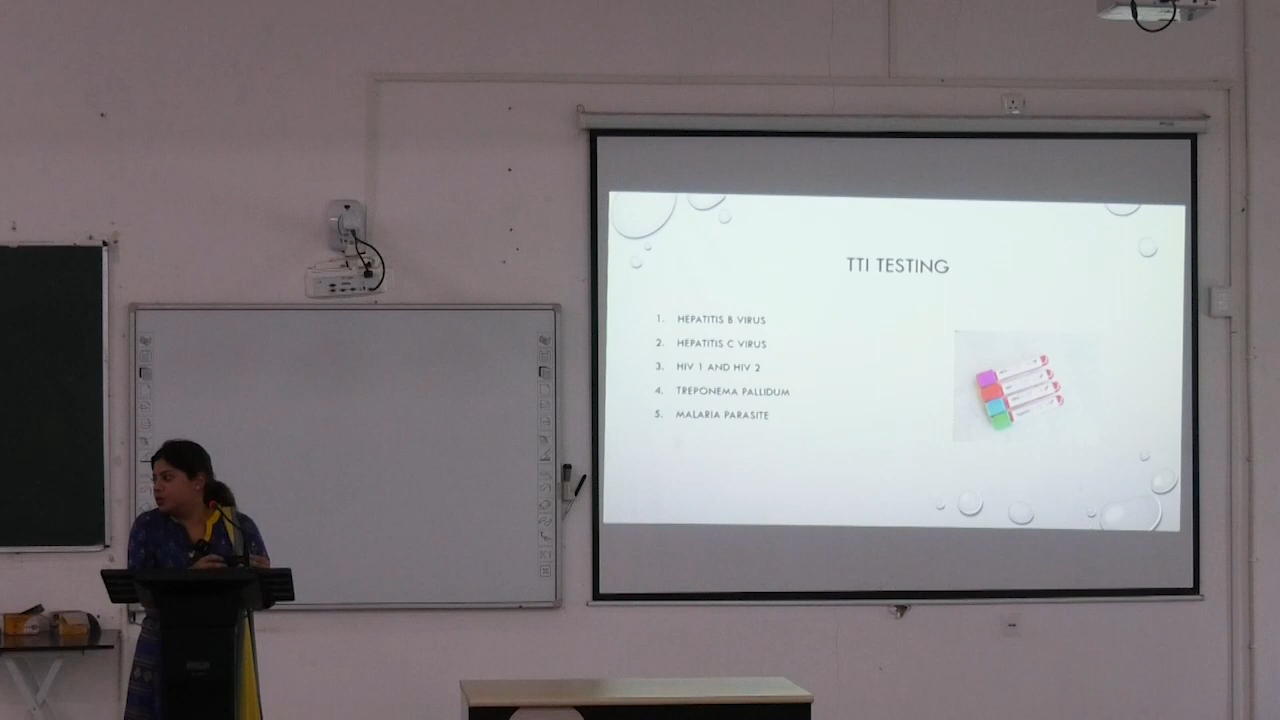 TTI TESTING
1. HEPATITIS B VIRUS
2. HEPATITIS C VIRUS
3. HIV 1 AND HIV 2
4. TREPONEMA PALLIDUM
5. MALARIA PARASITE